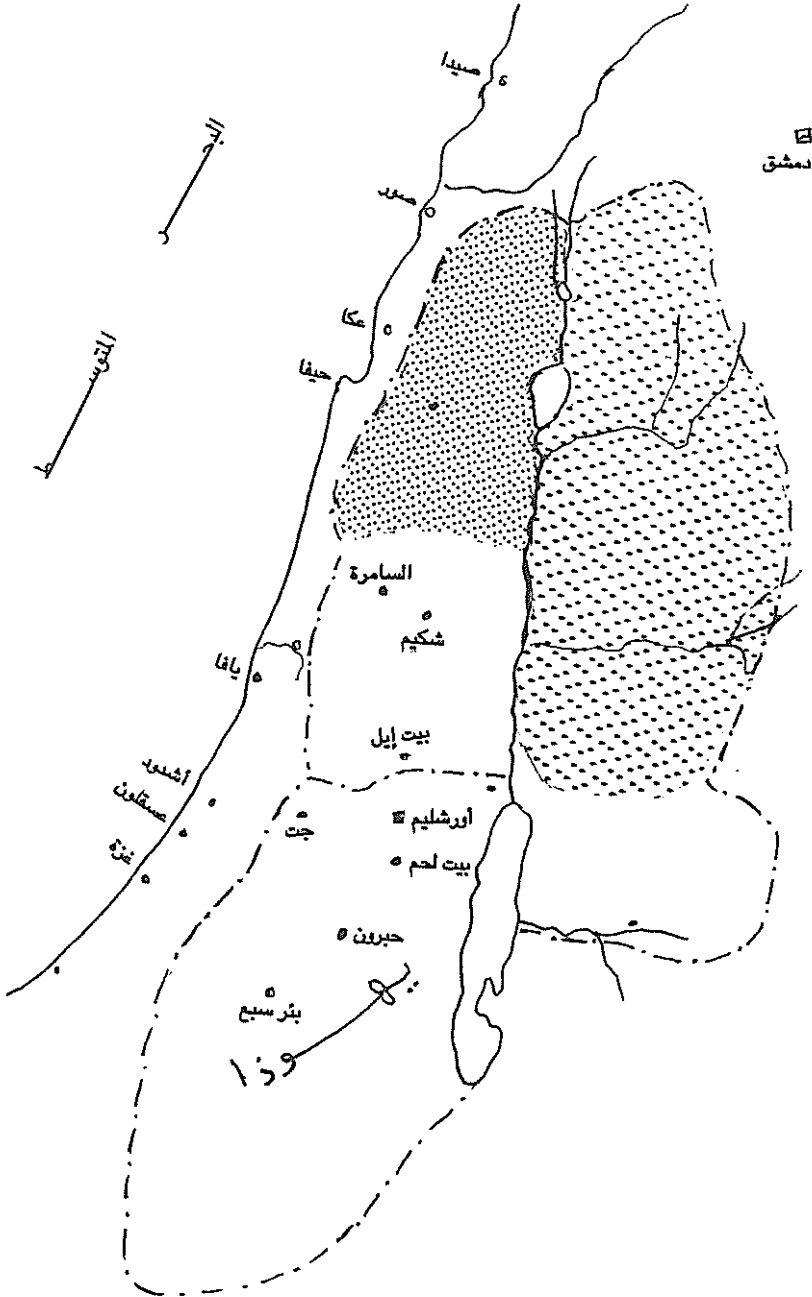 صيدا
دمشق
البحر
صور
عكا
حيفا
المتوسط
السامرة
شكيم
يافا
بيت إيل
أشدود
عسقلون
أورشليم
جت
غزة
بيت لحم
حبرون
بئر سبع
يهوذا